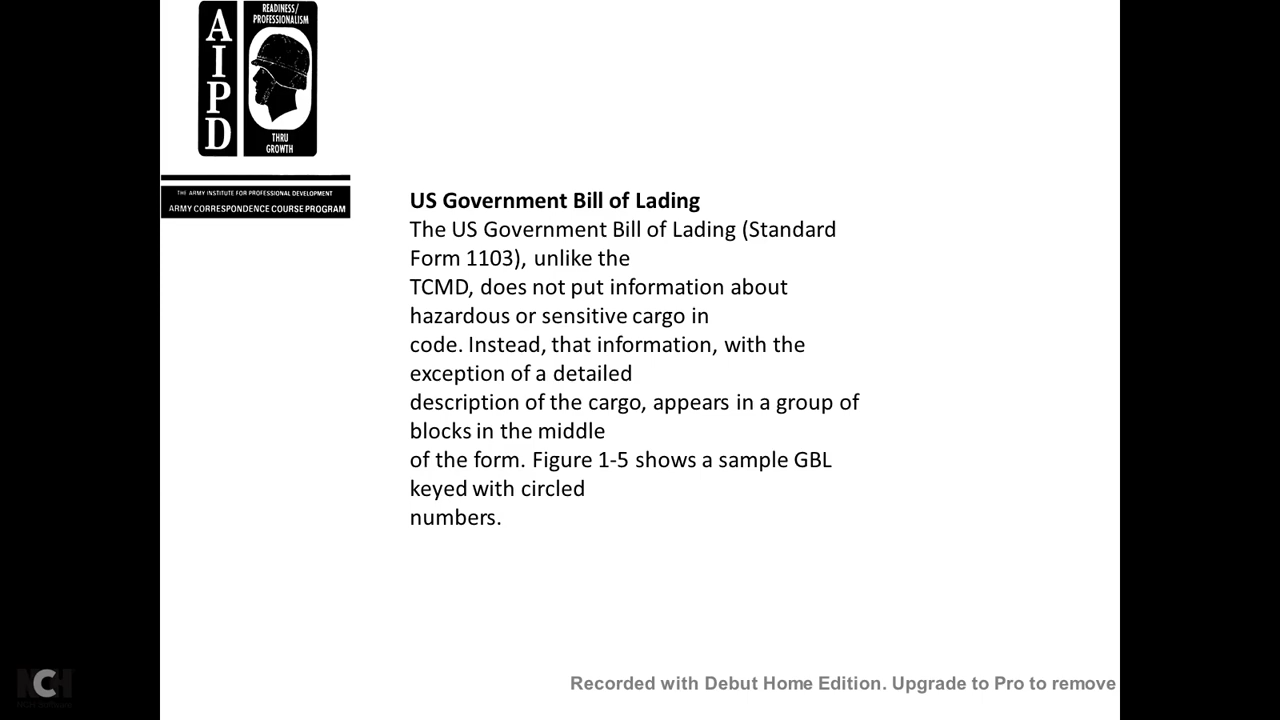 A
I
P
D
READINESS/
PROFESSIONALISM
THRU
GROWTH
THE ARMY INSTITUTE FOR PROFESSIONAL DEVELOPMENT
ARMY CORRESPONDENCE COURSE PROGRAM
US Government Bill of Lading
The US Government Bill of Lading (Standard
Form 1103), unlike the
TCMD, does not put information about
hazardous or sensitive cargo in
code. Instead, that information, with the
exception of a detailed
description of the cargo, appears in a group of
blocks in the middle
of the form. Figure 1-5 shows a sample GBL
keyed with circled
numbers.
NCH
NCH Software
Recorded with Debut Home Edition. Upgrade to Pro to remove